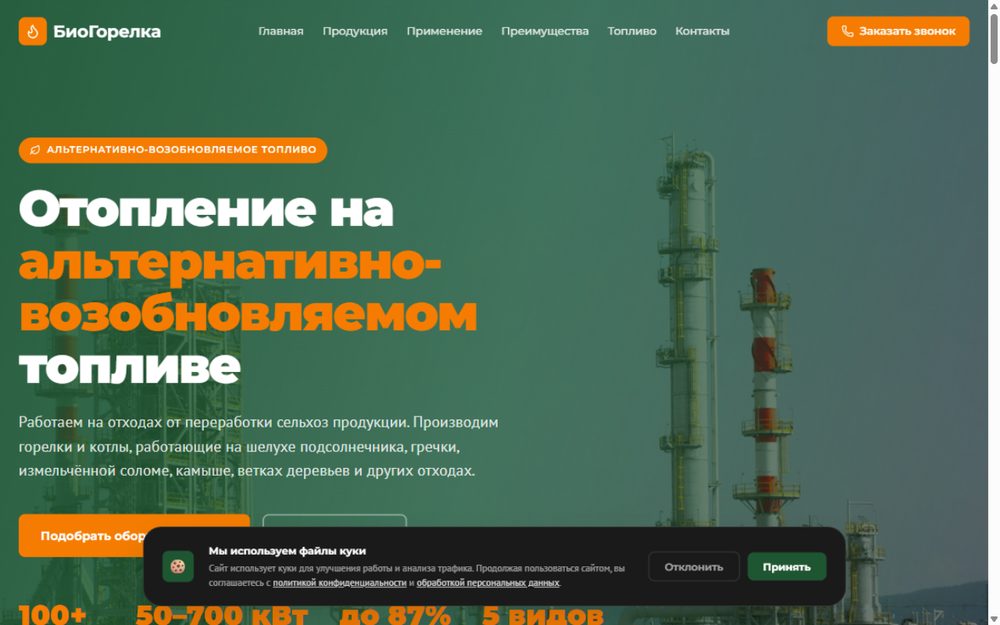 БиоГорелка
Главная
Продукция
Применение
Преимущества
Топливо
Контакты
Заказать звонок
АЛЬТЕРНАТИВНО-ВОЗОБНОВЛЯЕМОЕ ТОПЛИВО
Отопление на
альтернативно-
возобновляемом
топливе
Работаем на отходах от переработки сельхоз продукции. Производим
горелки и котлы, работающие на шелухе подсолнечника, гречки,
измельчённой соломе, камыше, ветках деревьев и других отходах.
Подобрать
Мы используем файлы куки
Сайт использует куки для улучшения работы и анализа трафика. Продолжая пользоваться сайтом, вы
соглашаетесь с политикой конфиденциальности и обработкой персональных данных.
Отклонить
Принять
100+
50–700 кВт
до 87%
5 видов